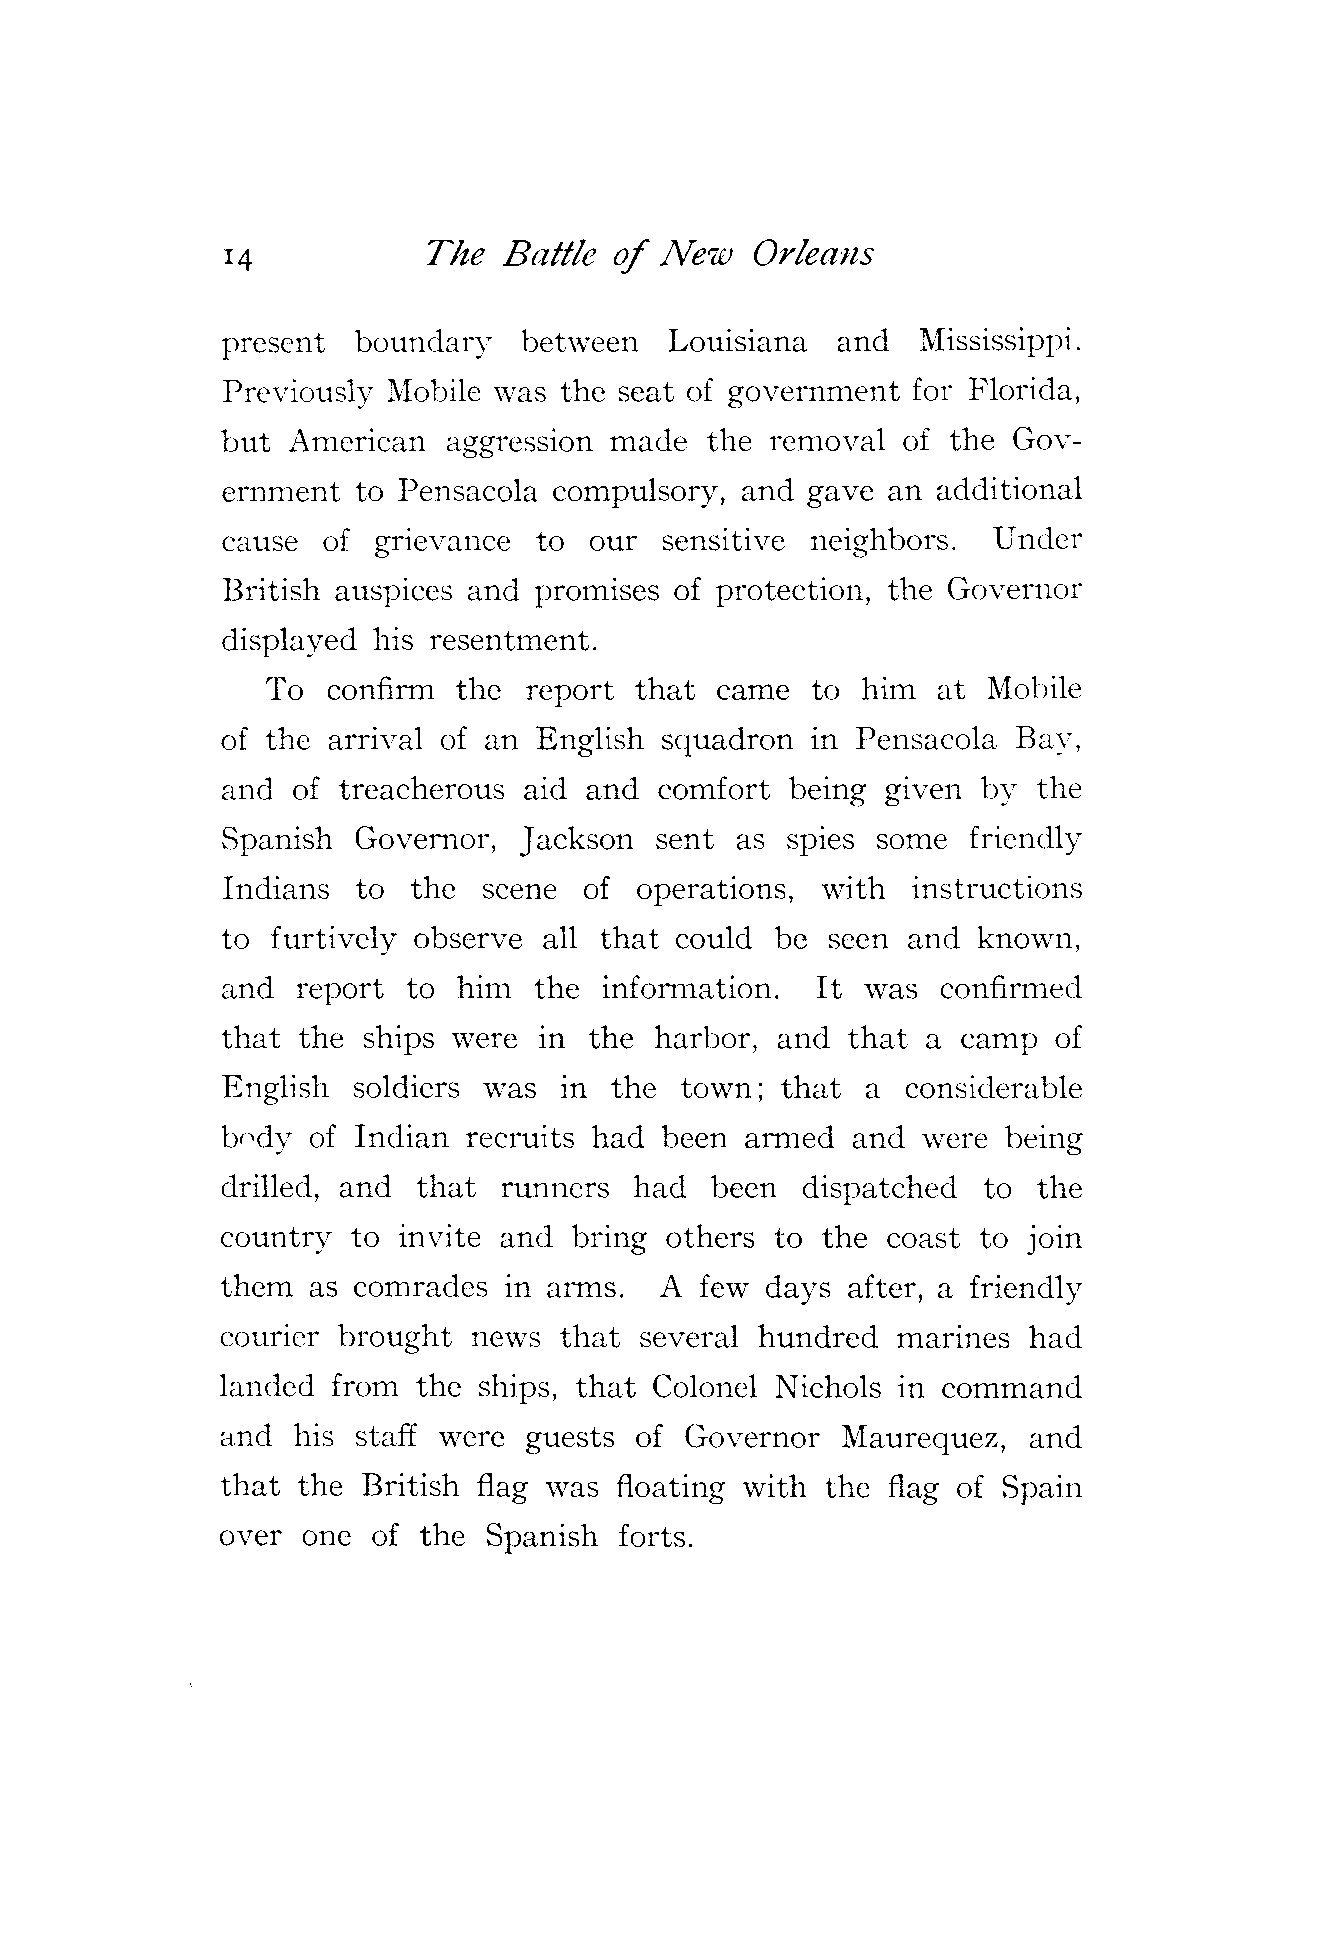 14 The Battle of New Orleans
present boundary between Louisiana and Mississippi.
Previously Mobile was the seat of government for Florida,
but American aggression made the removal of the Gov-
ernment to Pensacola compulsory, and gave an additional
cause of grievance to our sensitive neighbors. Under
British auspices and promises of protection, the Governor
displayed his resentment.
To confirm the report that came to him at Mobile
of the arrival of an English squadron in Pensacola Bay,
and of treacherous aid and comfort being given by the
Spanish Governor, Jackson sent as spies some friendly
Indians to the scene of operations, with instructions
to furtively observe all that could be seen and known,
and report to him the information. It was confirmed
that the ships were in the harbor, and that a camp of
English soldiers was in the town; that a considerable
body of Indian recruits had been armed and were being
drilled, and that runners had been dispatched to the
country to invite and bring others to the coast to join
them as comrades in arms. A few days after, a friendly
courier brought news that several hundred marines had
landed from the ships, that Colonel Nichols in command
and his staff were guests of Governor Maurequez, and
that the British flag was floating with the flag of Spain
over one of the Spanish forts.